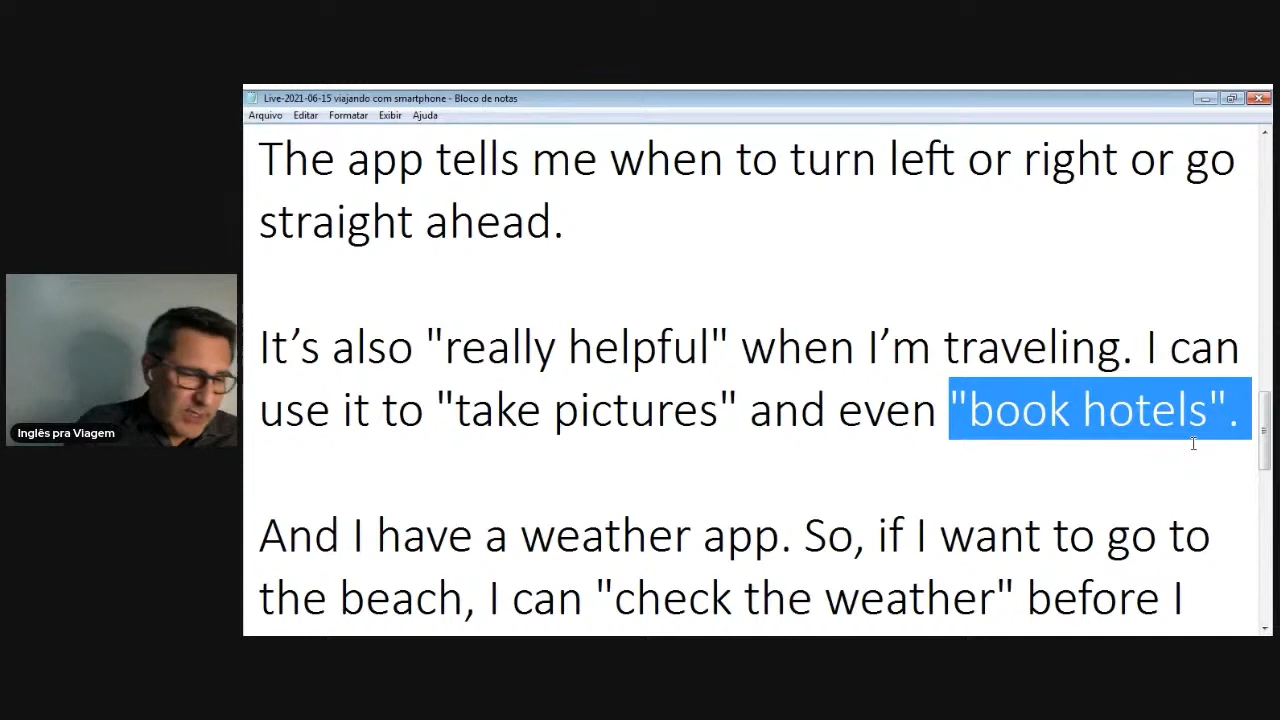 Live-2021-06-15 viajando com smartphone - Bloco de notas
Arquivo Editar Formatar Exibir Ajuda
The app tells me when to turn left or right or go
straight ahead.
It’s also "really helpful" when I’m traveling. I can
use it to "take pictures" and even "book hotels".
And I have a weather app. So, if I want to go to
the beach, I can "check the weather" before I
Inglês pra Viagem